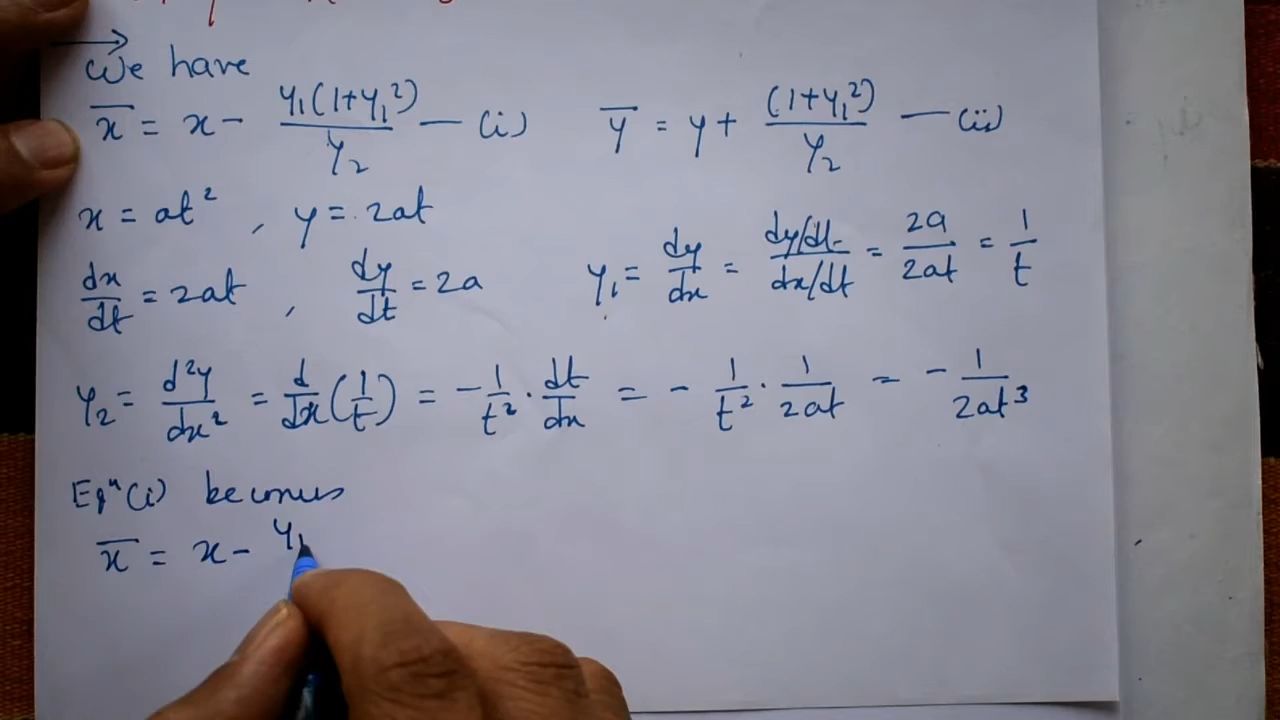 We have
x̄ = x - y₁(1+y₁²)/y₂ — (i) ȳ = y + (1+y₁²)/y₂ — (ii)
x = at² , y = 2at
dx/dt = 2at , dy/dt = 2a y₁ = dy/dx = (dy/dt)/(dx/dt) = 2a/2at = 1/t
y₂ = d²y/dx² = d/dx(1/t) = -1/t² · dt/dx = - 1/t² · 1/2at = - 1/2at³
Eqⁿ(i) becomes
x̄ = x - y₁